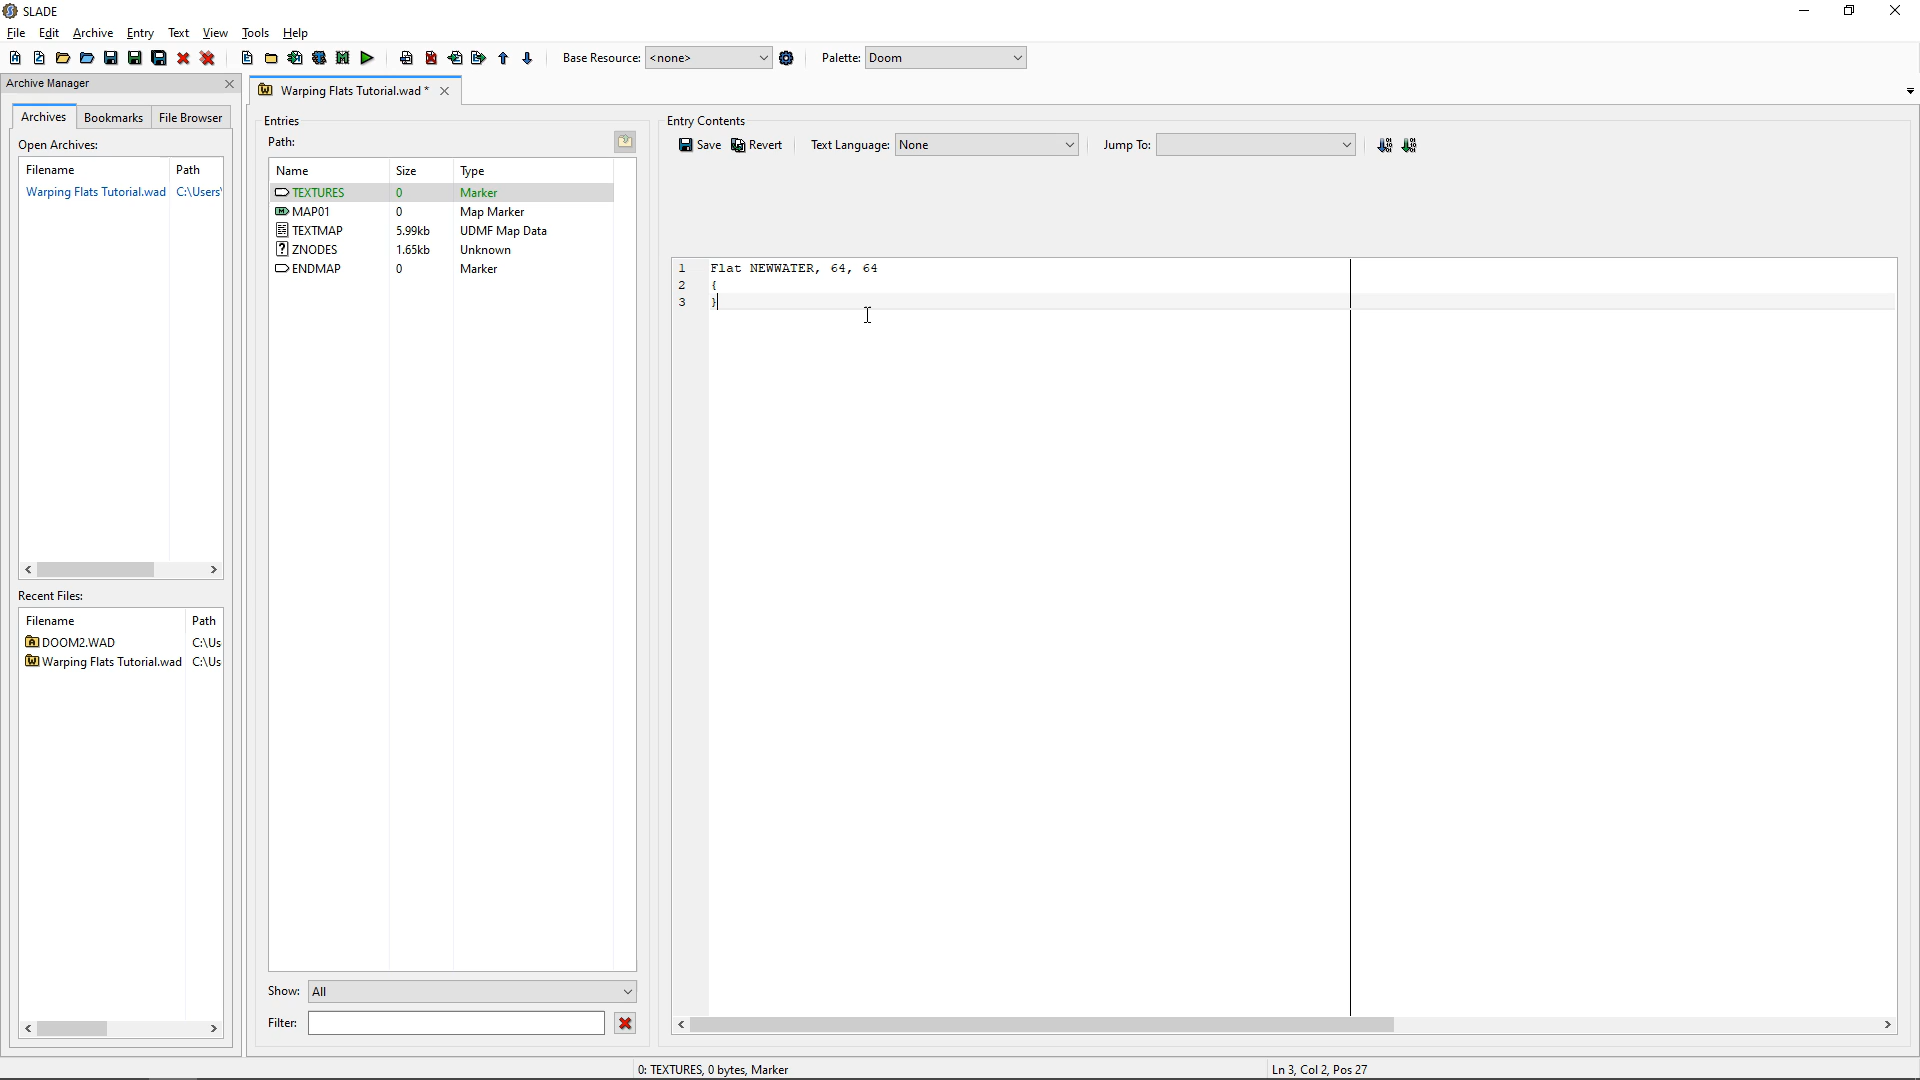 SLADE
File Edit Archive Entry Text View Tools Help
Base Resource: <none> Palette: Doom
Archive Manager
Warping Flats Tutorial.wad *
Archives Bookmarks File Browser
Open Archives:
Filename Path
Warping Flats Tutorial.wad C:\Users\
Recent Files:
Filename Path
DOOM2.WAD C:\Us
Warping Flats Tutorial.wad C:\Us
Entries
Path:
Name Size Type
TEXTURES 0 Marker
MAP01 0 Map Marker
TEXTMAP 5.99kb UDMF Map Data
ZNODES 1.65kb Unknown
ENDMAP 0 Marker
Show: All
Filter:
Entry Contents
Save Revert Text Language: None Jump To:
1 Flat NEWWATER, 64, 64
2 {
3 }
0: TEXTURES, 0 bytes, Marker
Ln 3, Col 2, Pos 27